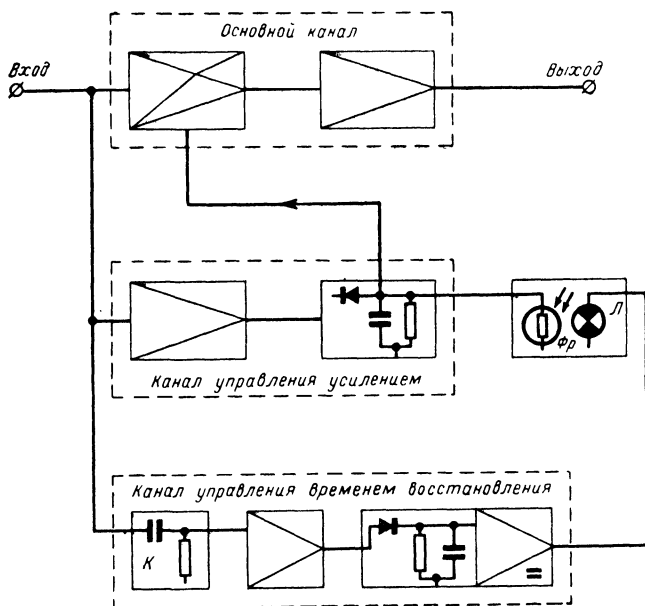 Основной канал
Вход
Выход
Л
Фр
Канал управления усилением
Канал управления временем восстановления
К
=